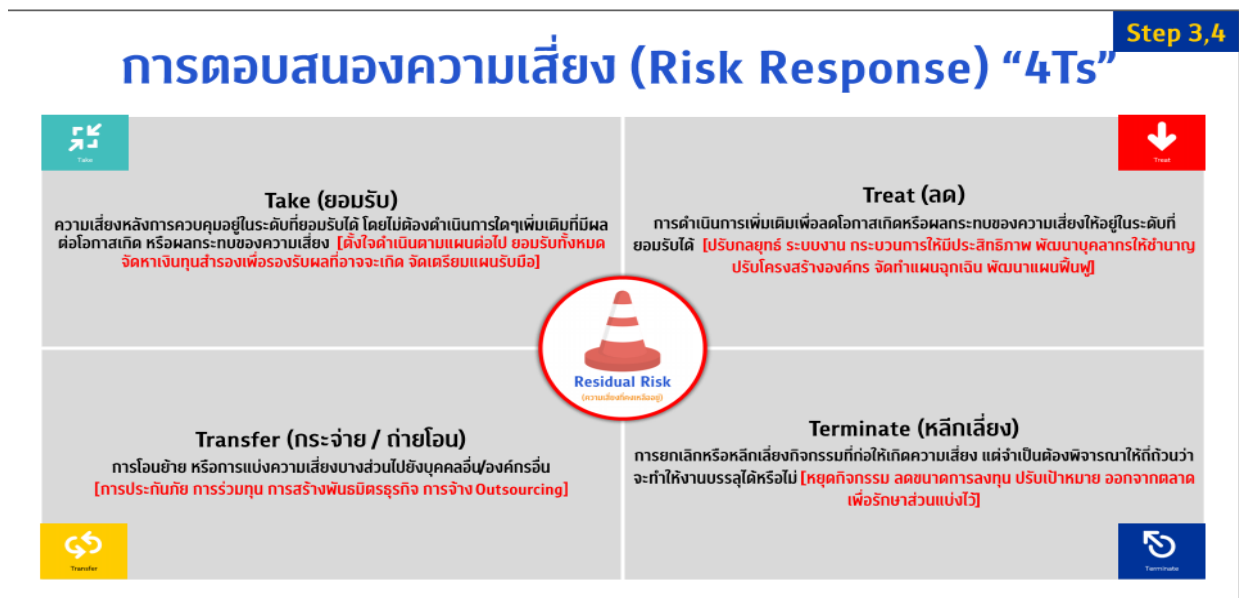 Step 3,4
การตอบสนองความเสี่ยง (Risk Response) “4Ts”
Take
Take (ยอมรับ)
ความเสี่ยงหลังการควบคุมอยู่ในระดับที่ยอมรับได้ โดยไม่ต้องดำเนินการใดๆเพิ่มเติมที่มีผล
ต่อโอกาสเกิด หรือผลกระทบของความเสี่ยง [ตั้งใจดำเนินตามแผนต่อไป ยอมรับทั้งหมด
จัดหาเงินทุนสำรองเพื่อรองรับผลที่อาจจะเกิด จัดเตรียมแผนรับมือ]
Treat
Treat (ลด)
การดำเนินการเพิ่มเติมเพื่อลดโอกาสเกิดหรือผลกระทบของความเสี่ยงให้อยู่ในระดับที่
ยอมรับได้ [ปรับกลยุทธ์ ระบบงาน กระบวนการให้มีประสิทธิภาพ พัฒนาบุคลากรให้ชำนาญ
ปรับโครงสร้างองค์กร จัดทำแผนฉุกเฉิน พัฒนาแผนฟื้นฟู]
Residual Risk
(ความเสี่ยงที่คงเหลืออยู่)
Transfer (กระจ่าย / ถ่ายโอน)
การโอนย้าย หรือการแบ่งความเสี่ยงบางส่วนไปยังบุคคลอื่น/องค์กรอื่น
[การประกันภัย การร่วมทุน การสร้างพันธมิตรธุรกิจ การจ้าง Outsourcing]
Transfer
Terminate (หลีกเลี่ยง)
การยกเลิกหรือหลีกเลี่ยงกิจกรรมที่ก่อให้เกิดความเสี่ยง แต่จำเป็นต้องพิจารณาให้ถี่ถ้วนว่า
จะทำให้งานบรรลุได้หรือไม่ [หยุดกิจกรรม ลดขนาดการลงทุน ปรับเป้าหมาย ออกจากตลาด
เพื่อรักษาส่วนแบ่งไว้]
Terminate